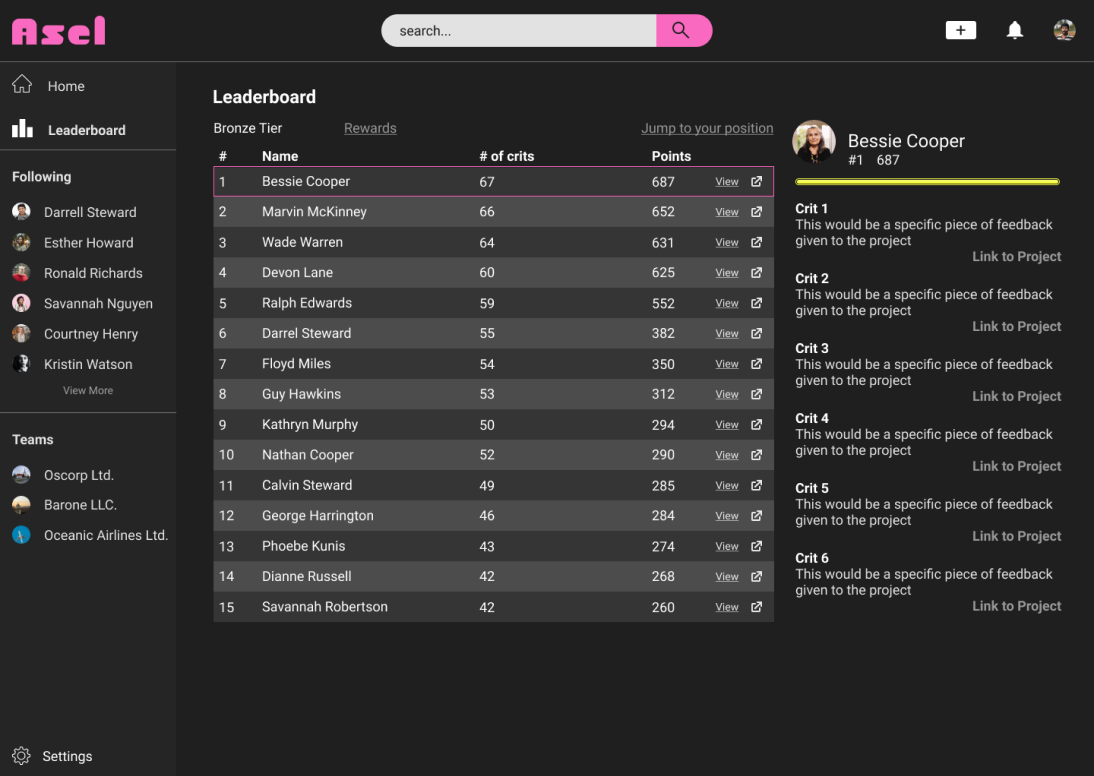 Ascl
search...
Home
Leaderboard
Following
Darrell Steward
Esther Howard
Ronald Richards
Savannah Nguyen
Courtney Henry
Kristin Watson
View More
Teams
Oscorp Ltd.
Barone LLC.
Oceanic Airlines Ltd.
Settings
Leaderboard
Bronze Tier Rewards Jump to your position
# Name # of crits Points
1 Bessie Cooper 67 687 View
2 Marvin McKinney 66 652 View
3 Wade Warren 64 631 View
4 Devon Lane 60 625 View
5 Ralph Edwards 59 552 View
6 Darrel Steward 55 382 View
7 Floyd Miles 54 350 View
8 Guy Hawkins 53 312 View
9 Kathryn Murphy 50 294 View
10 Nathan Cooper 52 290 View
11 Calvin Steward 49 285 View
12 George Harrington 46 284 View
13 Phoebe Kunis 43 274 View
14 Dianne Russell 42 268 View
15 Savannah Robertson 42 260 View
Bessie Cooper
#1 687
Crit 1
This would be a specific piece of feedback
given to the project
Link to Project
Crit 2
This would be a specific piece of feedback
given to the project
Link to Project
Crit 3
This would be a specific piece of feedback
given to the project
Link to Project
Crit 4
This would be a specific piece of feedback
given to the project
Link to Project
Crit 5
This would be a specific piece of feedback
given to the project
Link to Project
Crit 6
This would be a specific piece of feedback
given to the project
Link to Project